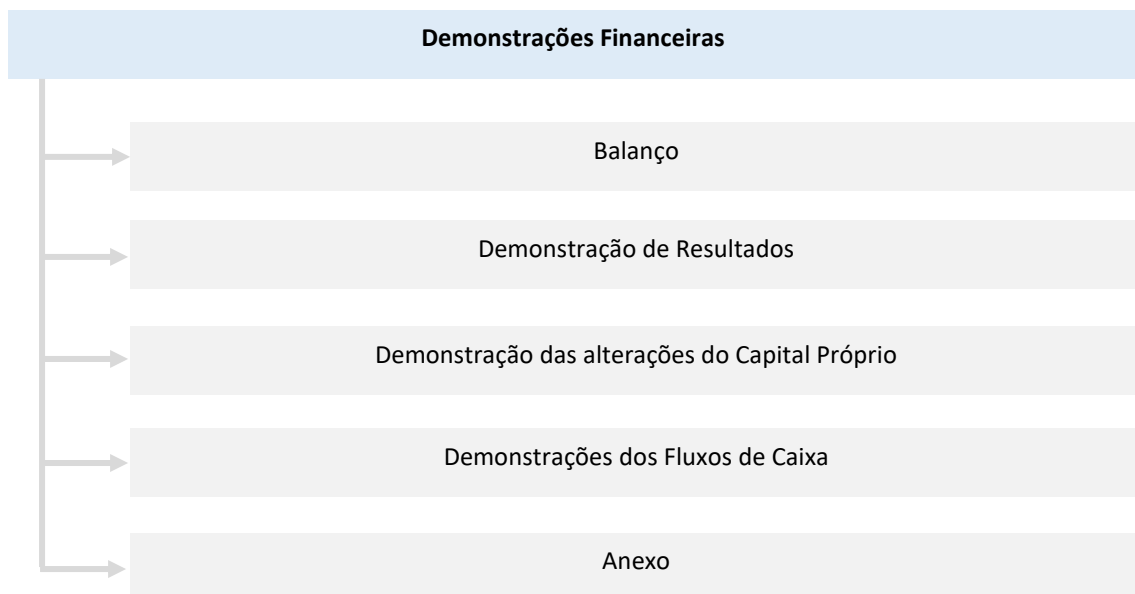 Demonstrações Financeiras
Balanço
Demonstração de Resultados
Demonstração das alterações do Capital Próprio
Demonstrações dos Fluxos de Caixa
Anexo